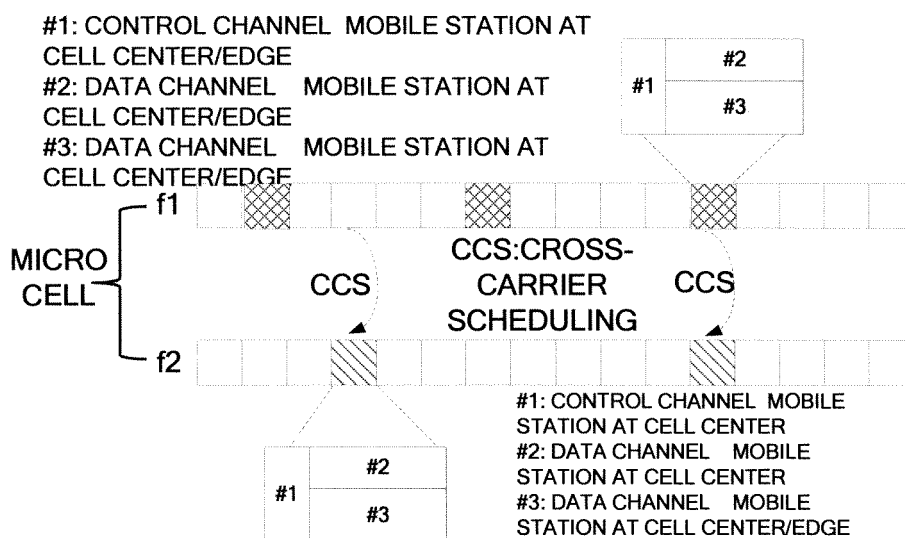 #1: CONTROL CHANNEL MOBILE STATION AT
CELL CENTER/EDGE
#2: DATA CHANNEL MOBILE STATION AT
CELL CENTER/EDGE
#3: DATA CHANNEL MOBILE STATION AT
CELL CENTER/EDGE
#1
#2
#3
f1
MICRO
CELL
CCS
CCS:CROSS-
CARRIER
SCHEDULING
CCS
f2
#1
#2
#3
#1: CONTROL CHANNEL MOBILE
STATION AT CELL CENTER
#2: DATA CHANNEL MOBILE
STATION AT CELL CENTER
#3: DATA CHANNEL MOBILE
STATION AT CELL CENTER/EDGE